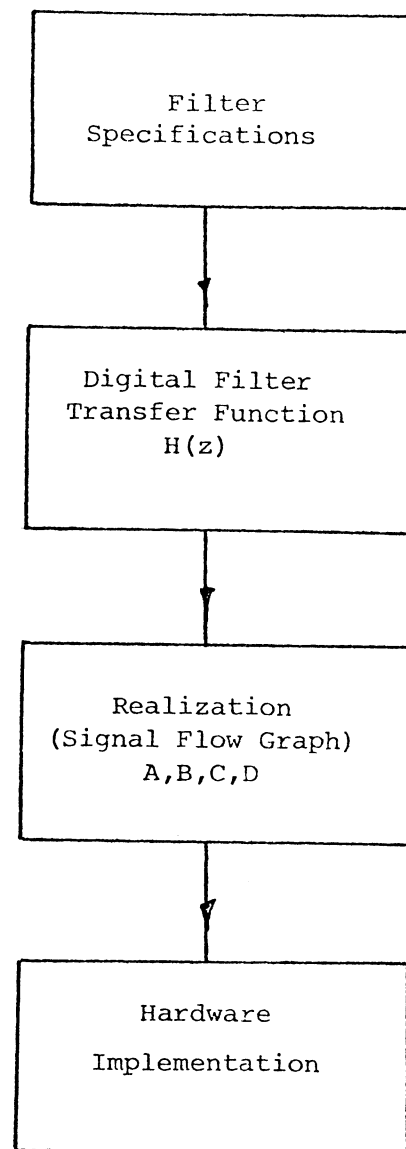 Filter
Specifications
Digital Filter
Transfer Function
H(z)
Realization
(Signal Flow Graph)
A,B,C,D
Hardware
Implementation